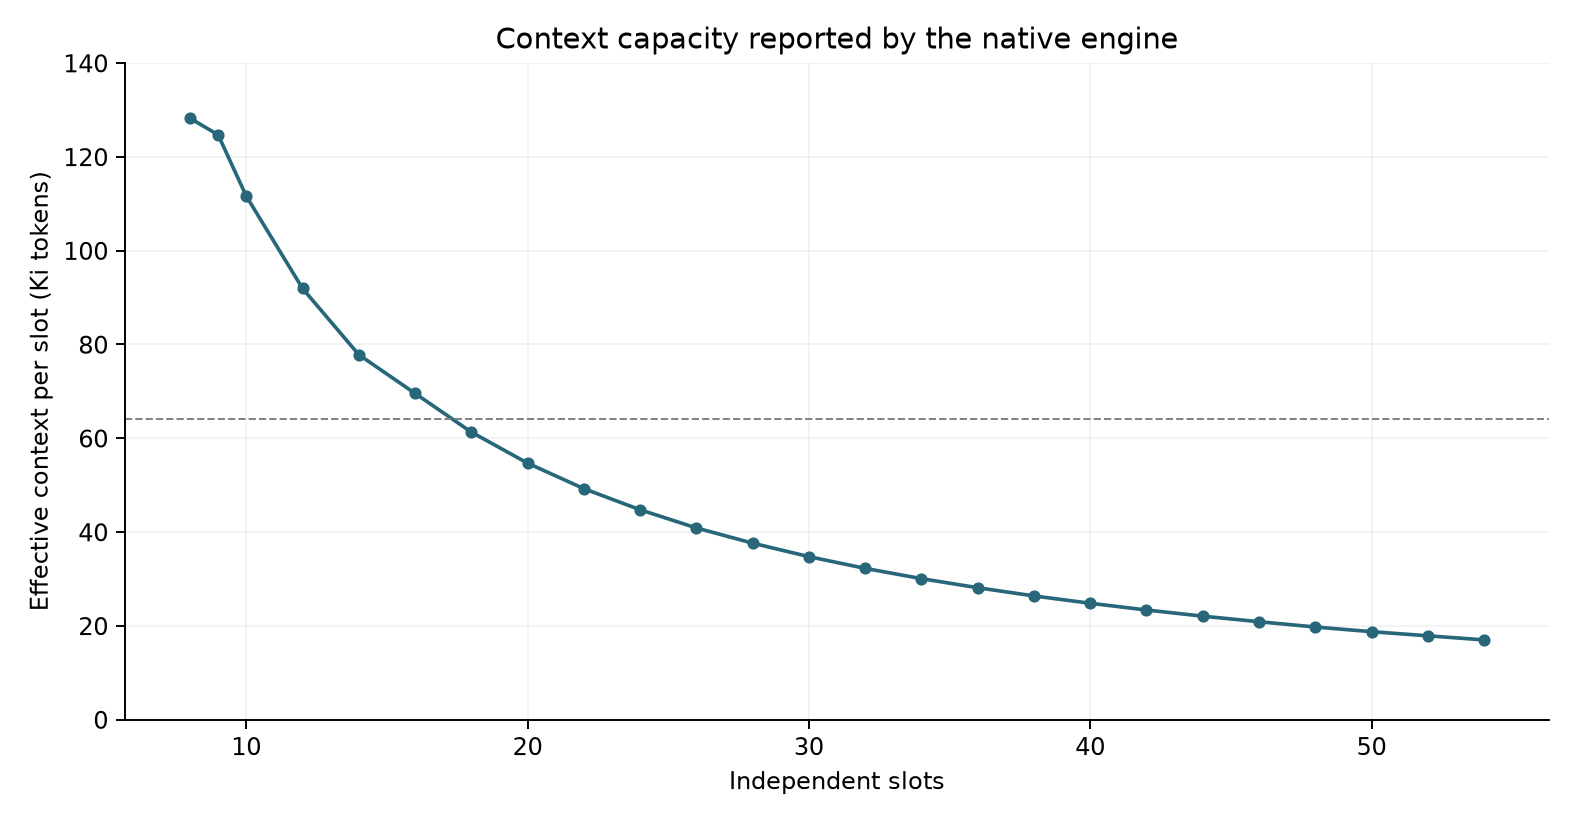 Context capacity reported by the native engine
140
120
100
80
60
40
20
0
Effective context per slot (Ki tokens)
10 20 30 40 50
Independent slots